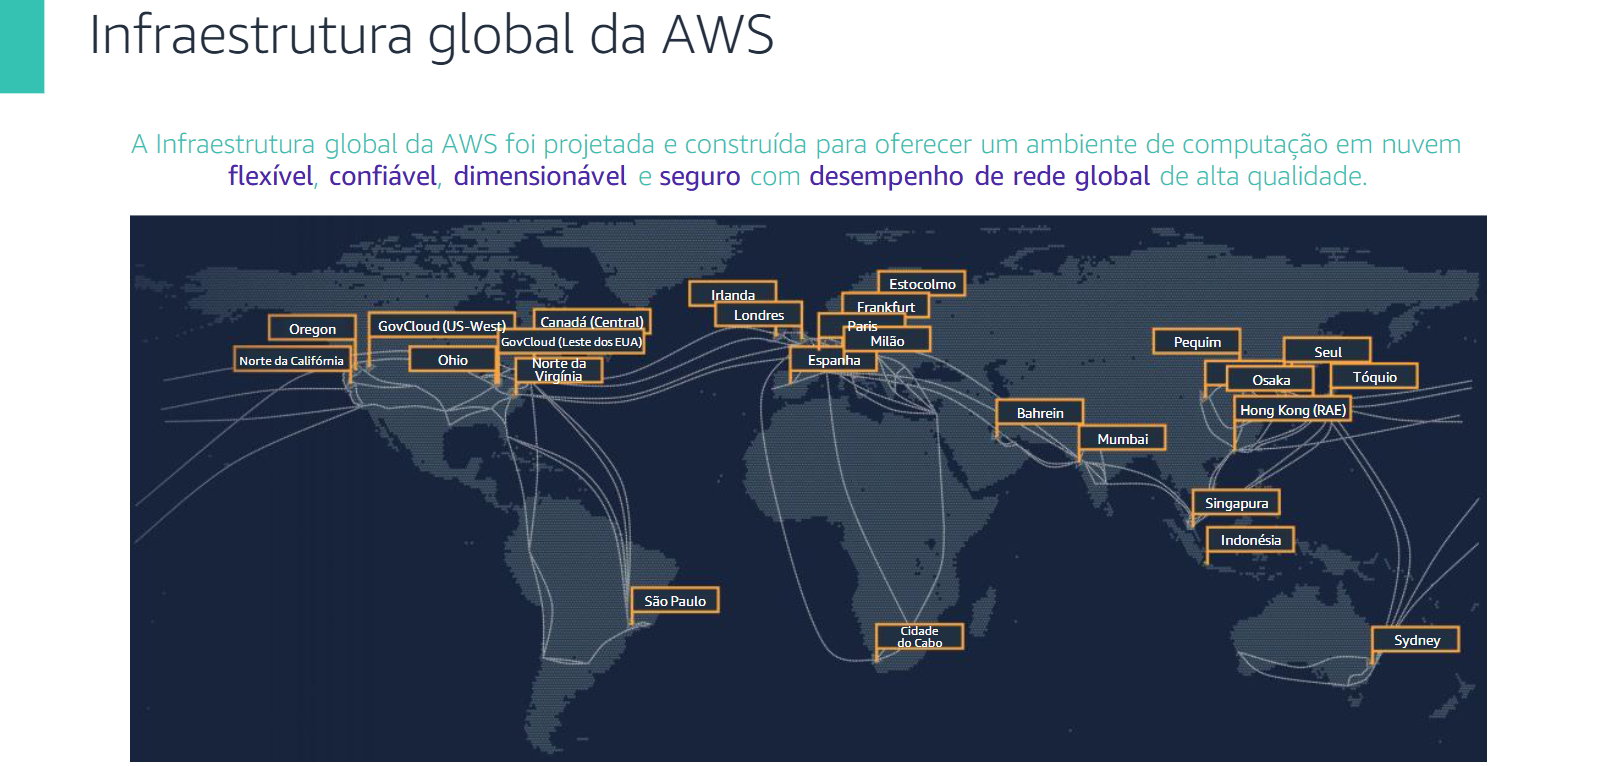 Infraestrutura global da AWS
A Infraestrutura global da AWS foi projetada e construída para oferecer um ambiente de computação em nuvem
flexível, confiável, dimensionável e seguro com desempenho de rede global de alta qualidade.
Estocolmo
Irlanda
Frankfurt
Londres
Oregon
GovCloud (US-West)
Canadá (Central)
Paris
GovCloud (Leste dos EUA)
Milão
Pequim
Seul
Norte da Califórnia
Ohio
Norte da
Virgínia
Espanha
Osaka
Tóquio
Bahrein
Hong Kong (RAE)
Mumbai
Singapura
Indonésia
São Paulo
Cidade
do Cabo
Sydney